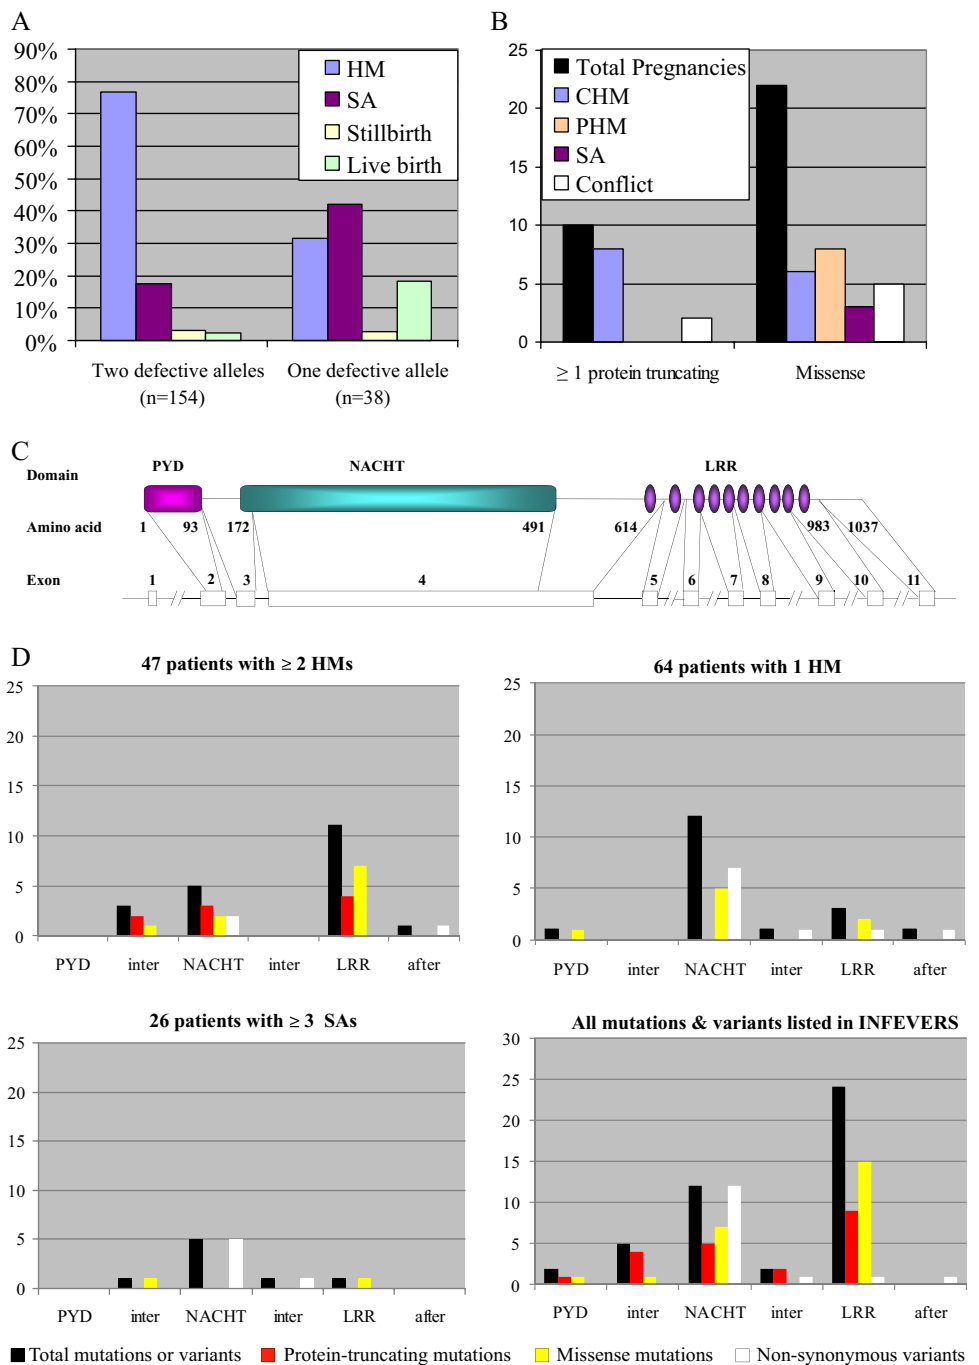 A
90%
80%
70%
60%
50%
40%
30%
20%
10%
0%
HM
SA
Stillbirth
Live birth
Two defective alleles
(n=154)
One defective allele
(n=38)
B
25
20
15
10
5
0
Total Pregnancies
CHM
PHM
SA
Conflict
≥ 1 protein truncating
Missense
C
Domain
PYD
NACHT
LRR
Amino acid
1 93 172 491 614 983 1037
Exon
1 2 3 4 5 6 7 8 9 10 11
D
47 patients with ≥ 2 HMs
25
20
15
10
5
0
PYD inter NACHT inter LRR after
64 patients with 1 HM
25
20
15
10
5
0
PYD inter NACHT inter LRR after
26 patients with ≥ 3 SAs
25
20
15
10
5
0
PYD inter NACHT inter LRR after
All mutations & variants listed in INFEVERS
30
25
20
15
10
5
0
PYD inter NACHT inter LRR after
Total mutations or variants Protein-truncating mutations Missense mutations Non-synonymous variants